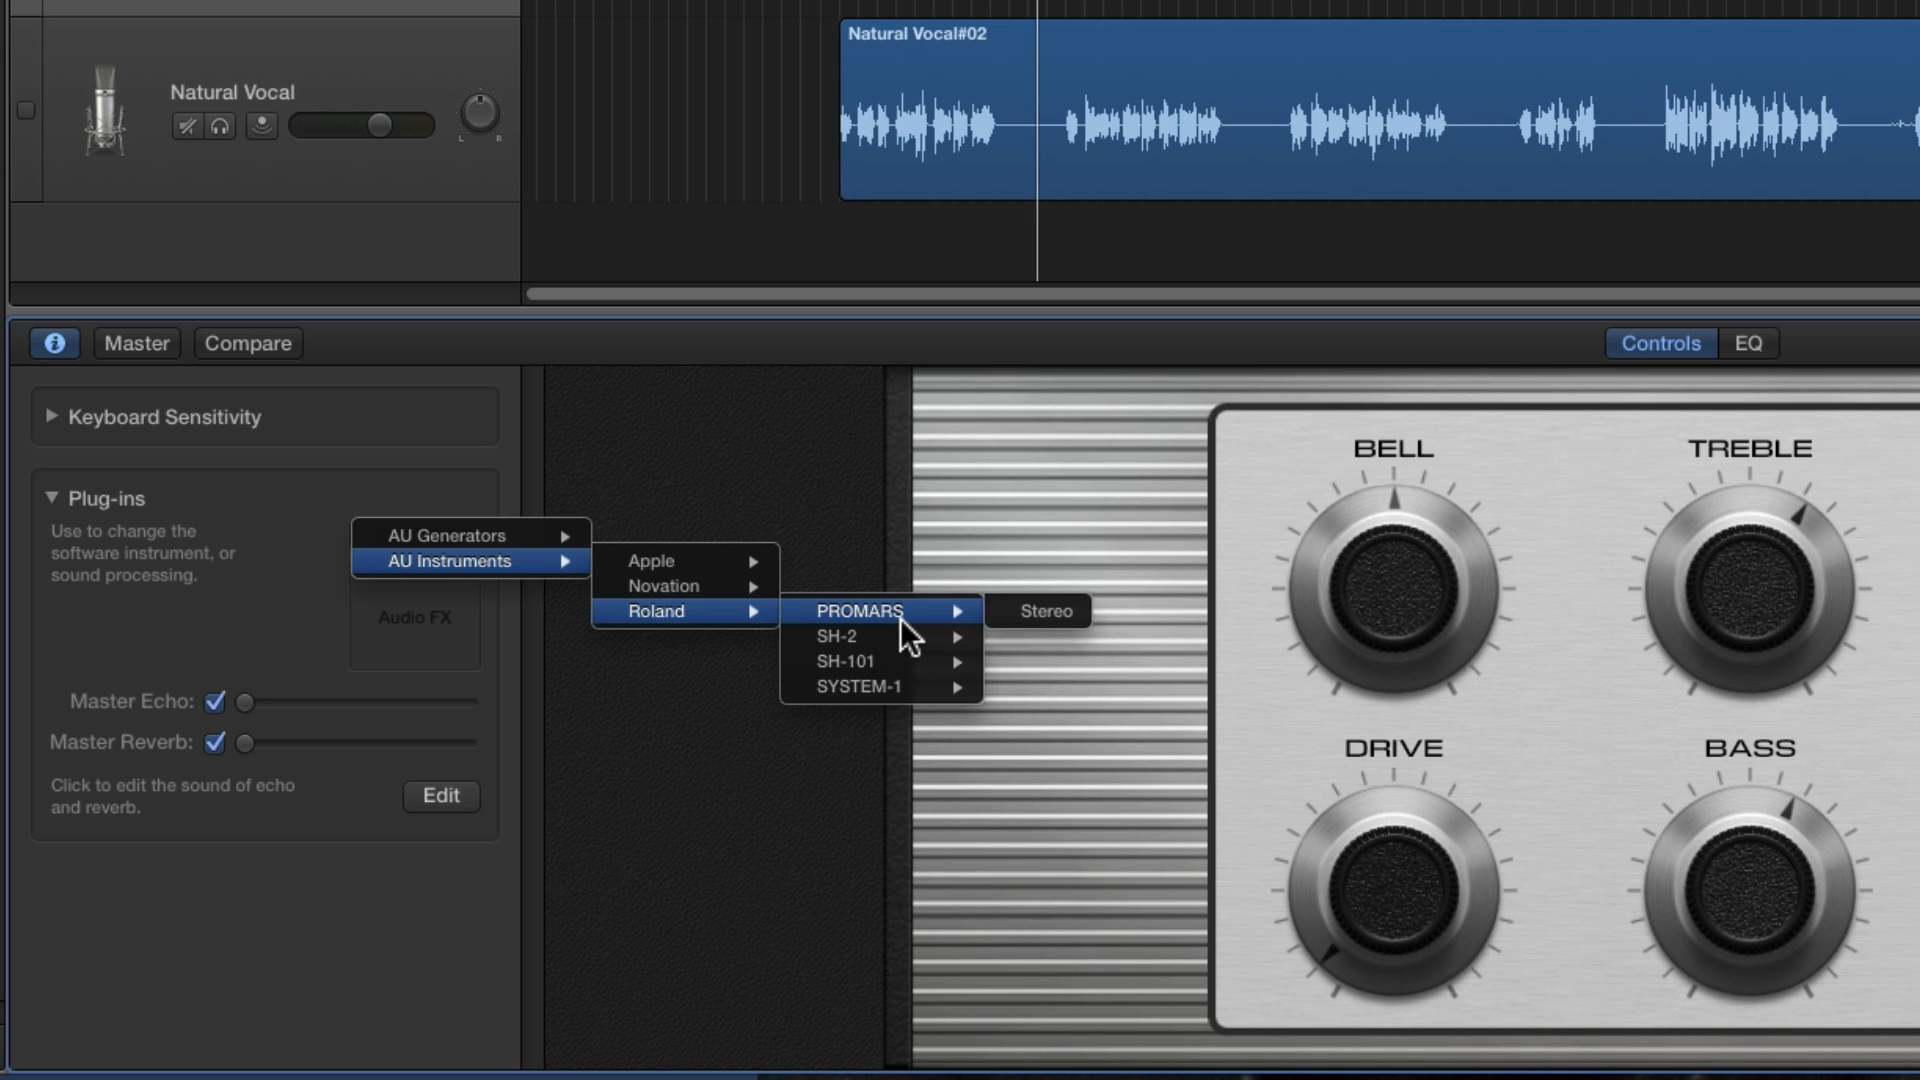 Natural Vocal#02
Natural Vocal
L R
Master
Compare
Controls
EQ
Keyboard Sensitivity
Plug-ins
Use to change the
software instrument, or
sound processing.
AU Generators
AU Instruments
Apple
Novation
Roland
PROMARS
SH-2
SH-101
SYSTEM-1
Stereo
Audio FX
Master Echo:
Master Reverb:
Click to edit the sound of echo
and reverb.
Edit
BELL
TREBLE
DRIVE
BASS